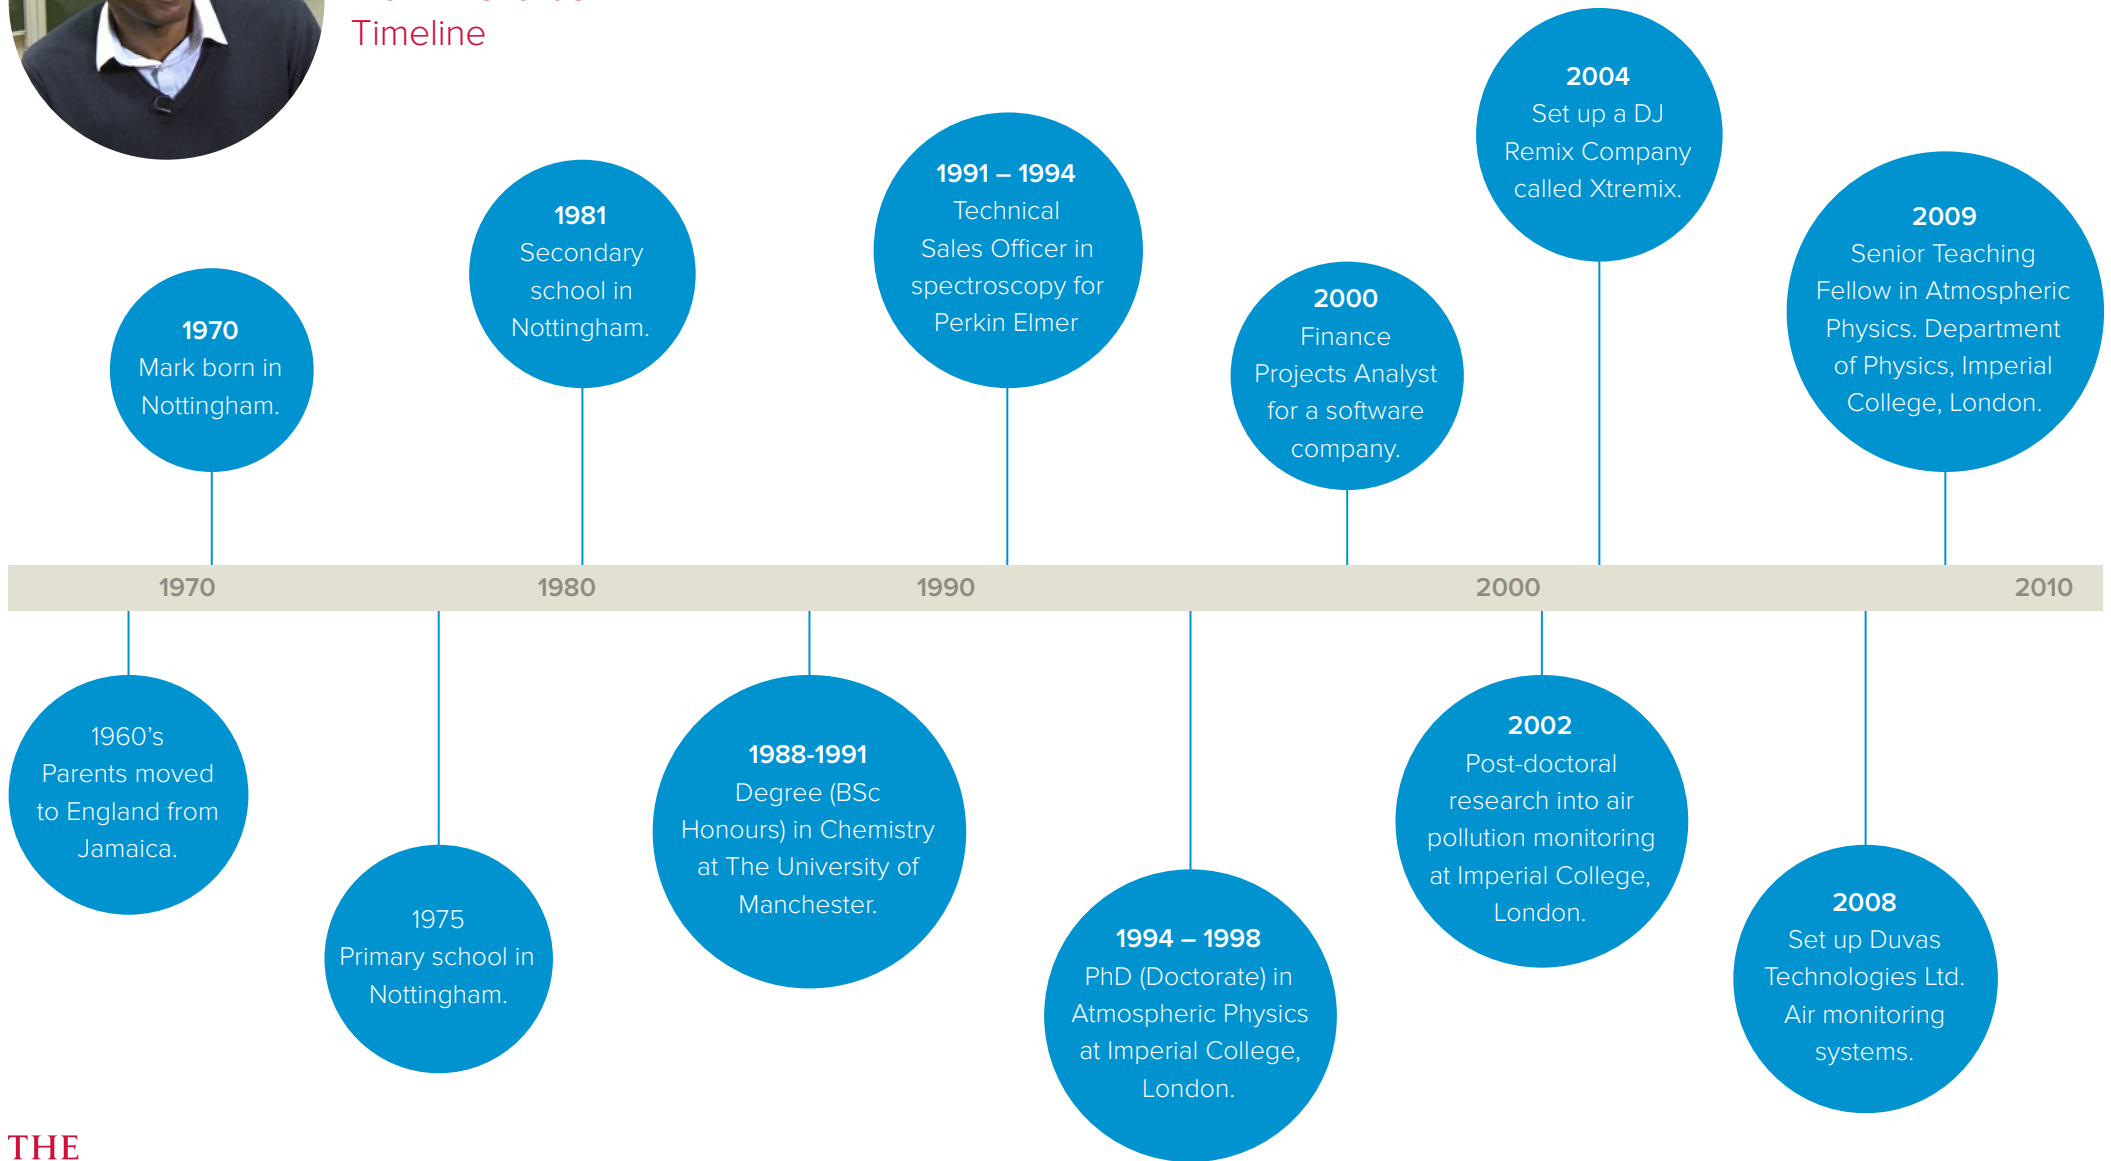 Timeline
2004
Set up a DJ
Remix Company
called Xtremix.
1991 – 1994
Technical
Sales Officer in
spectroscopy for
Perkin Elmer
1981
Secondary
school in
Nottingham.
2009
Senior Teaching
Fellow in Atmospheric
Physics. Department
of Physics, Imperial
College, London.
2000
Finance
Projects Analyst
for a software
company.
1970
Mark born in
Nottingham.
1970 1980 1990 2000 2010
1960’s
Parents moved
to England from
Jamaica.
1975
Primary school in
Nottingham.
1988-1991
Degree (BSc
Honours) in Chemistry
at The University of
Manchester.
1994 – 1998
PhD (Doctorate) in
Atmospheric Physics
at Imperial College,
London.
2002
Post-doctoral
research into air
pollution monitoring
at Imperial College,
London.
2008
Set up Duvas
Technologies Ltd.
Air monitoring
systems.
THE